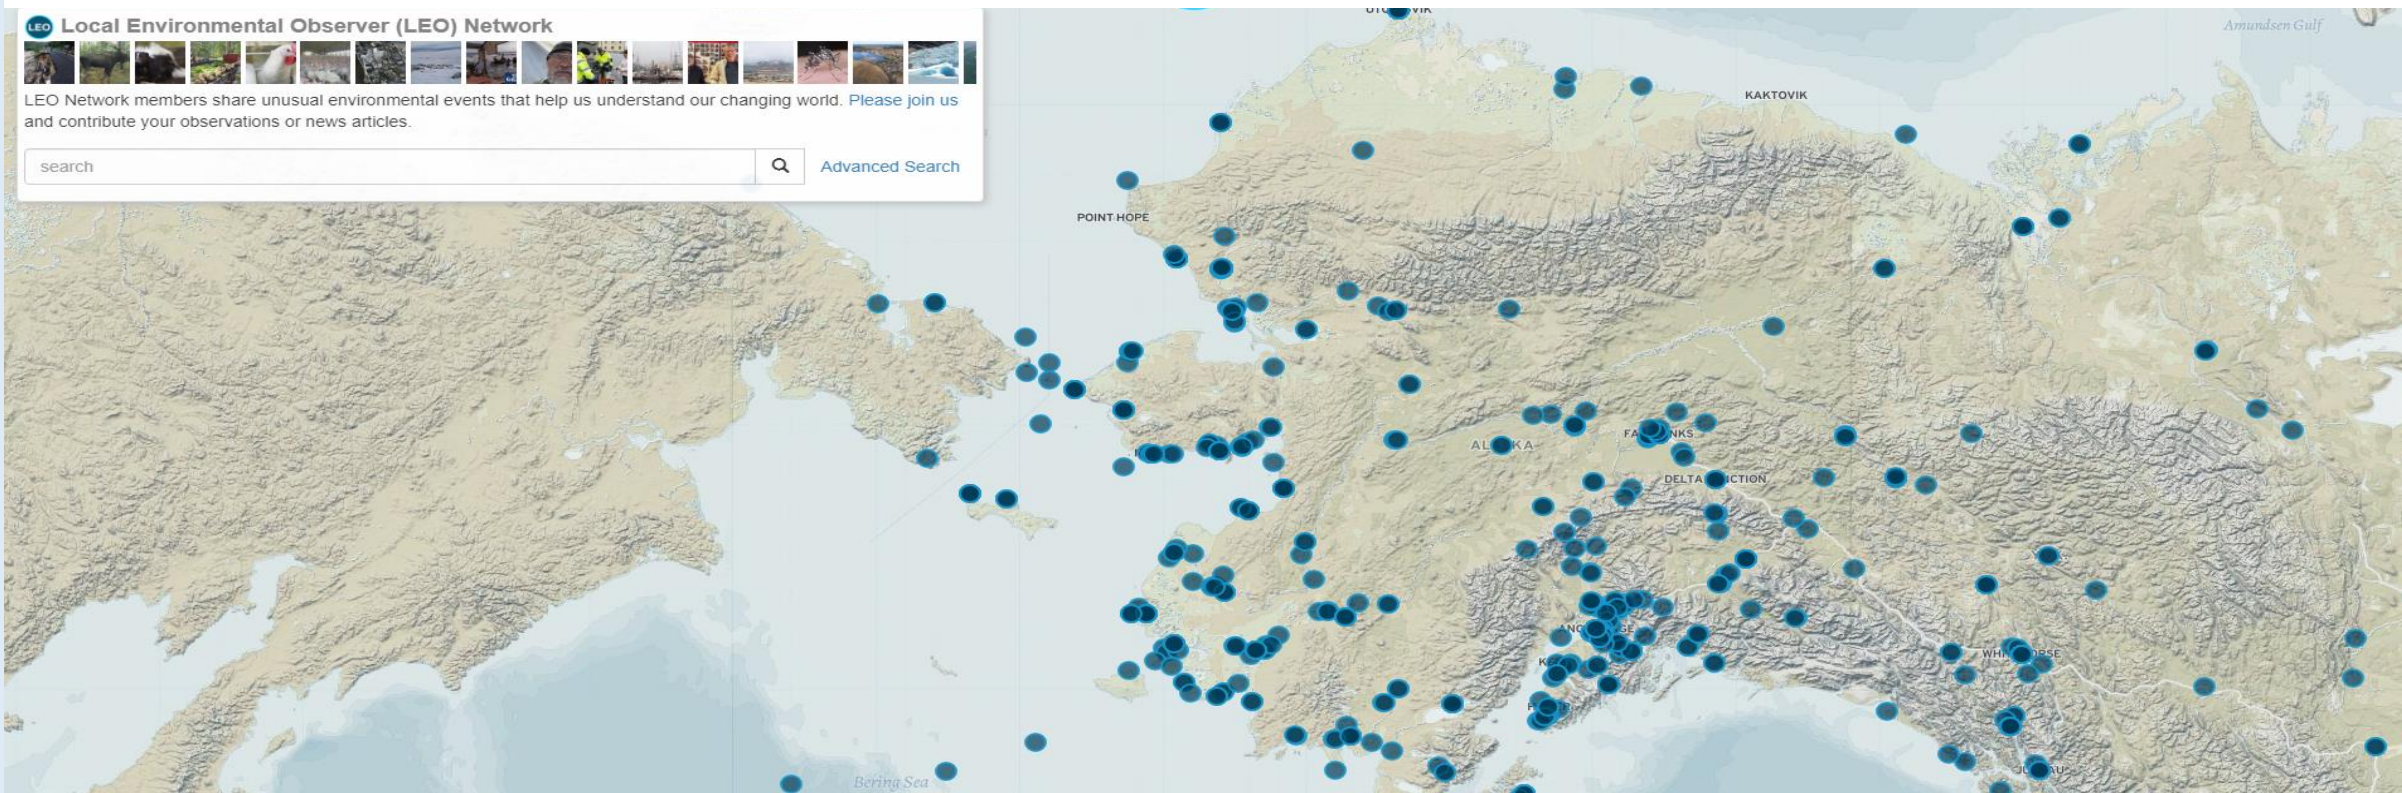 LEO Local Environmental Observer (LEO) Network
LEO Network members share unusual environmental events that help us understand our changing world. Please join us
and contribute your observations or news articles.
search
Advanced Search
Amundsen Gulf
KAKTOVIK
POINT HOPE
DELTA
Bering Sea